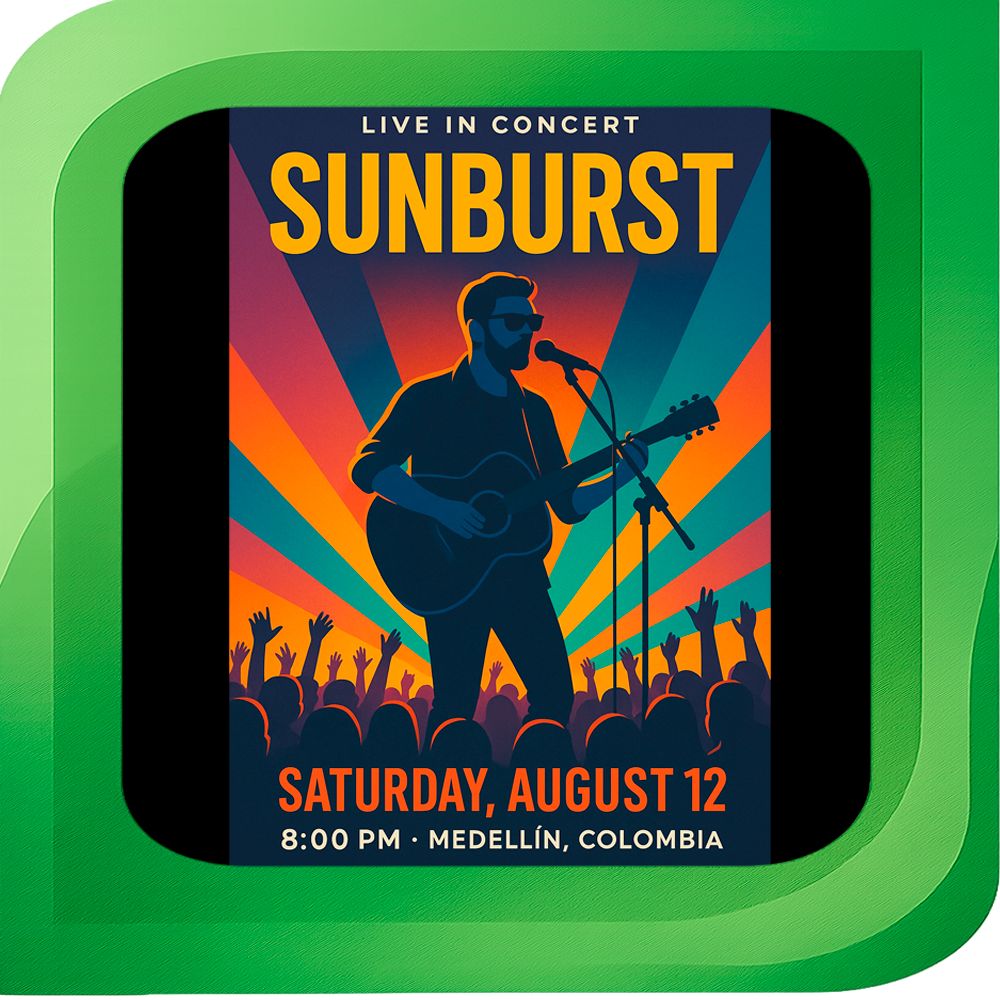 LIVE IN CONCERT
SUNBURST
SATURDAY, AUGUST 12
8:00 PM · MEDELLÍN, COLOMBIA